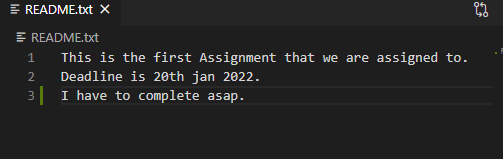 README.txt
README.txt
1 This is the first Assignment that we are assigned to.
2 Deadline is 20th jan 2022.
3 I have to complete asap.